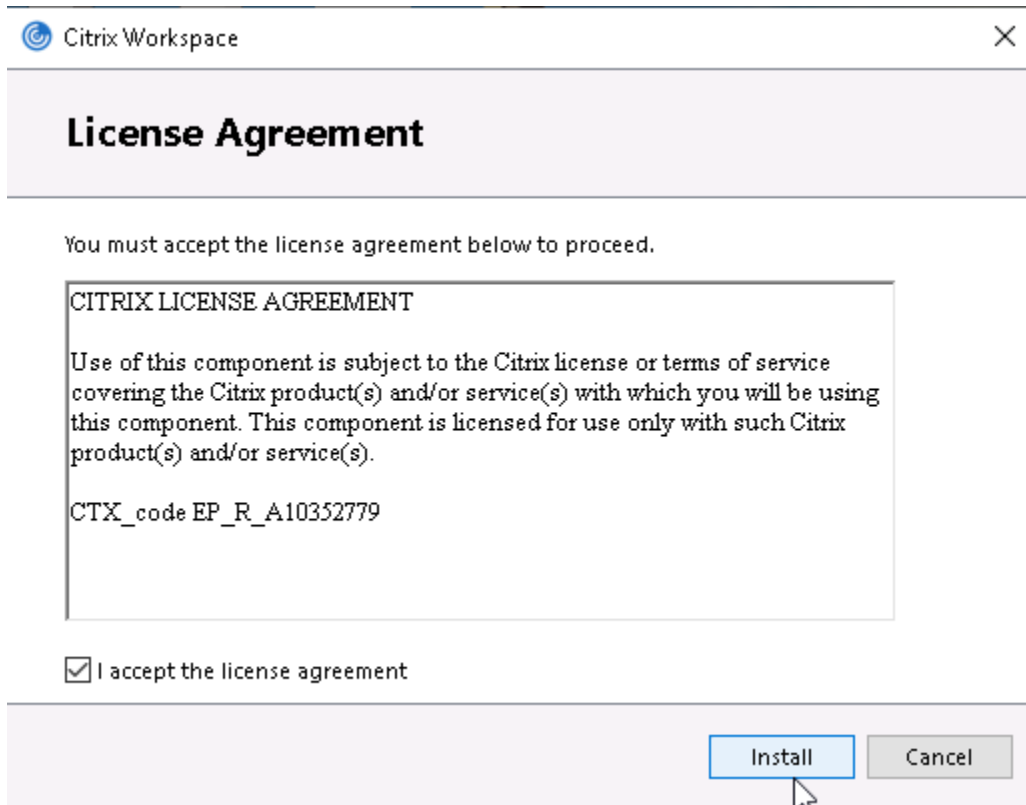 Citrix Workspace
License Agreement
You must accept the license agreement below to proceed.
CITRIX LICENSE AGREEMENT
Use of this component is subject to the Citrix license or terms of service
covering the Citrix product(s) and/or service(s) with which you will be using
this component. This component is licensed for use only with such Citrix
product(s) and/or service(s).
CTX_code EP_R_A10352779
I accept the license agreement
Install
Cancel